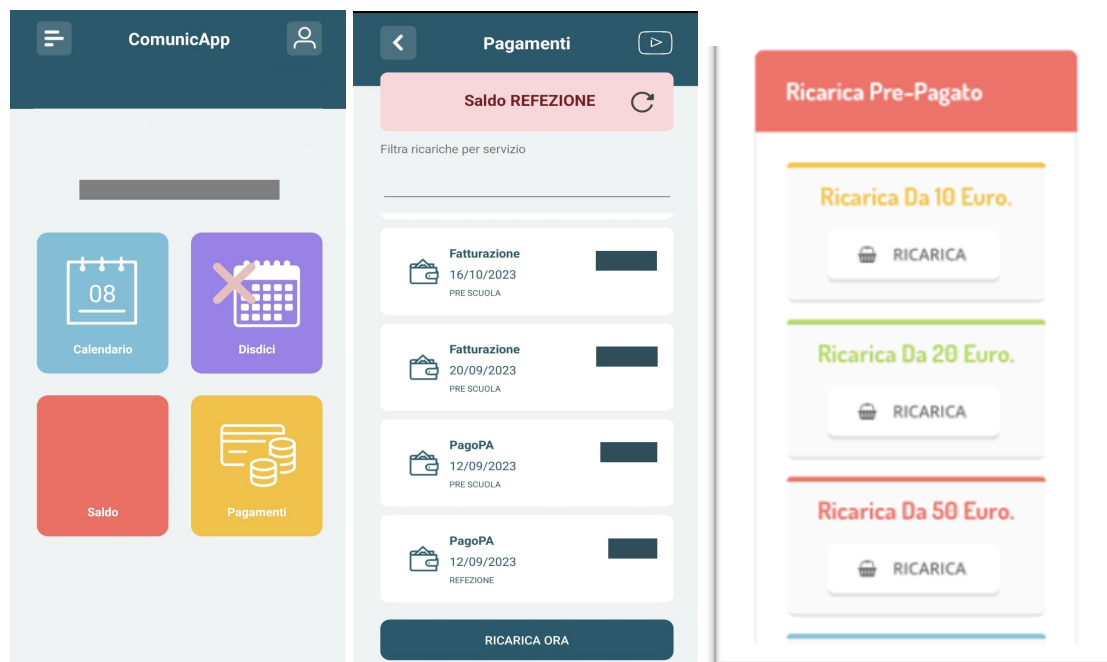 ComunicApp
08
Calendario
Disdici
Saldo
Pagamenti
Pagamenti
Saldo REFEZIONE
Filtra ricariche per servizio
Fatturazione
16/10/2023
PRE SCUOLA
Fatturazione
20/09/2023
PRE SCUOLA
PagoPA
12/09/2023
PRE SCUOLA
PagoPA
12/09/2023
REFEZIONE
RICARICA ORA
Ricarica Pre-Pagato
Ricarica Da 10 Euro.
RICARICA
Ricarica Da 20 Euro.
RICARICA
Ricarica Da 50 Euro.
RICARICA